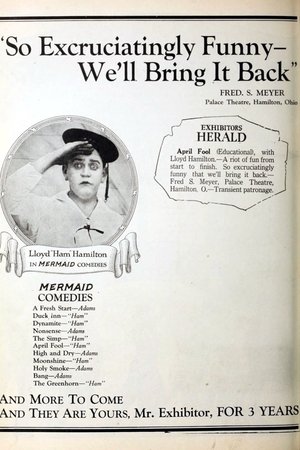 "So Excruciatingly Funny—
We'll Bring It Back"
FRED. S. MEYER
Palace Theatre, Hamilton, Ohio
EXHIBITORS
HERALD
April Fool (Educational), with
Lloyd Hamilton.—A riot of fun from
start to finish. So excruciatingly
funny that we'll bring it back.—
Fred S. Meyer, Palace Theatre,
Hamilton, O.—Transient patronage.
Lloyd "Ham" Hamilton
IN MERMAID COMEDIES
MERMAID
COMEDIES
A Fresh Start—Adams
Duck inn—"Ham"
Dynamite—"Ham"
Nonsense—Adams
The Simp—"Ham"
April Fool—"Ham"
High and Dry—Adams
Moonshine—"Ham"
Holy Smoke—Adams
Bang—Adams
The Greenhorn—"Ham"
AND MORE TO COME
AND THEY ARE YOURS, Mr. Exhibitor, FOR 3 YEARS